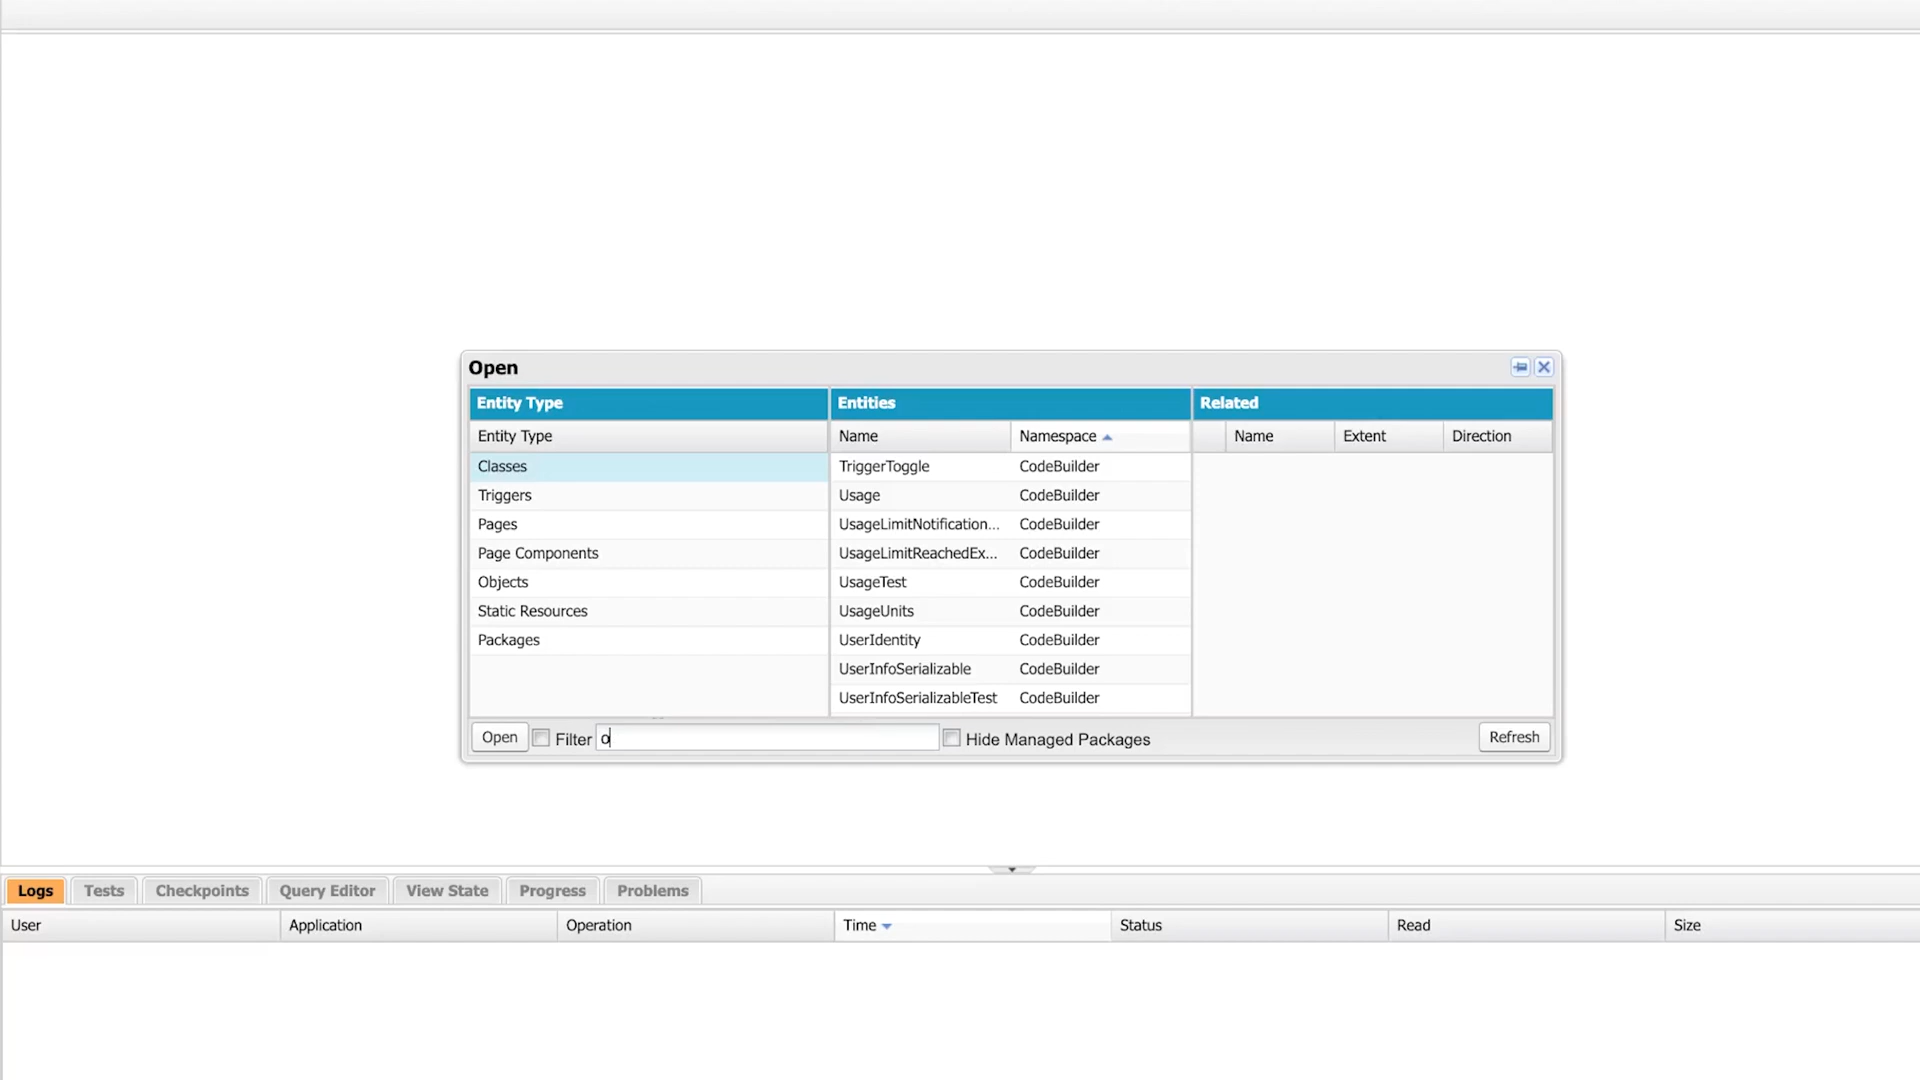 Open
Entity Type Entities Related
Entity Type Name Namespace Name Extent Direction
Classes TriggerToggle CodeBuilder
Triggers Usage CodeBuilder
Pages UsageLimitNotification... CodeBuilder
Page Components UsageLimitReachedEx... CodeBuilder
Objects UsageTest CodeBuilder
Static Resources UsageUnits CodeBuilder
Packages UserIdentity CodeBuilder
UserInfoSerializable CodeBuilder
UserInfoSerializableTest CodeBuilder
Open Filter o Hide Managed Packages Refresh
Logs Tests Checkpoints Query Editor View State Progress Problems
User Application Operation Time Status Read Size